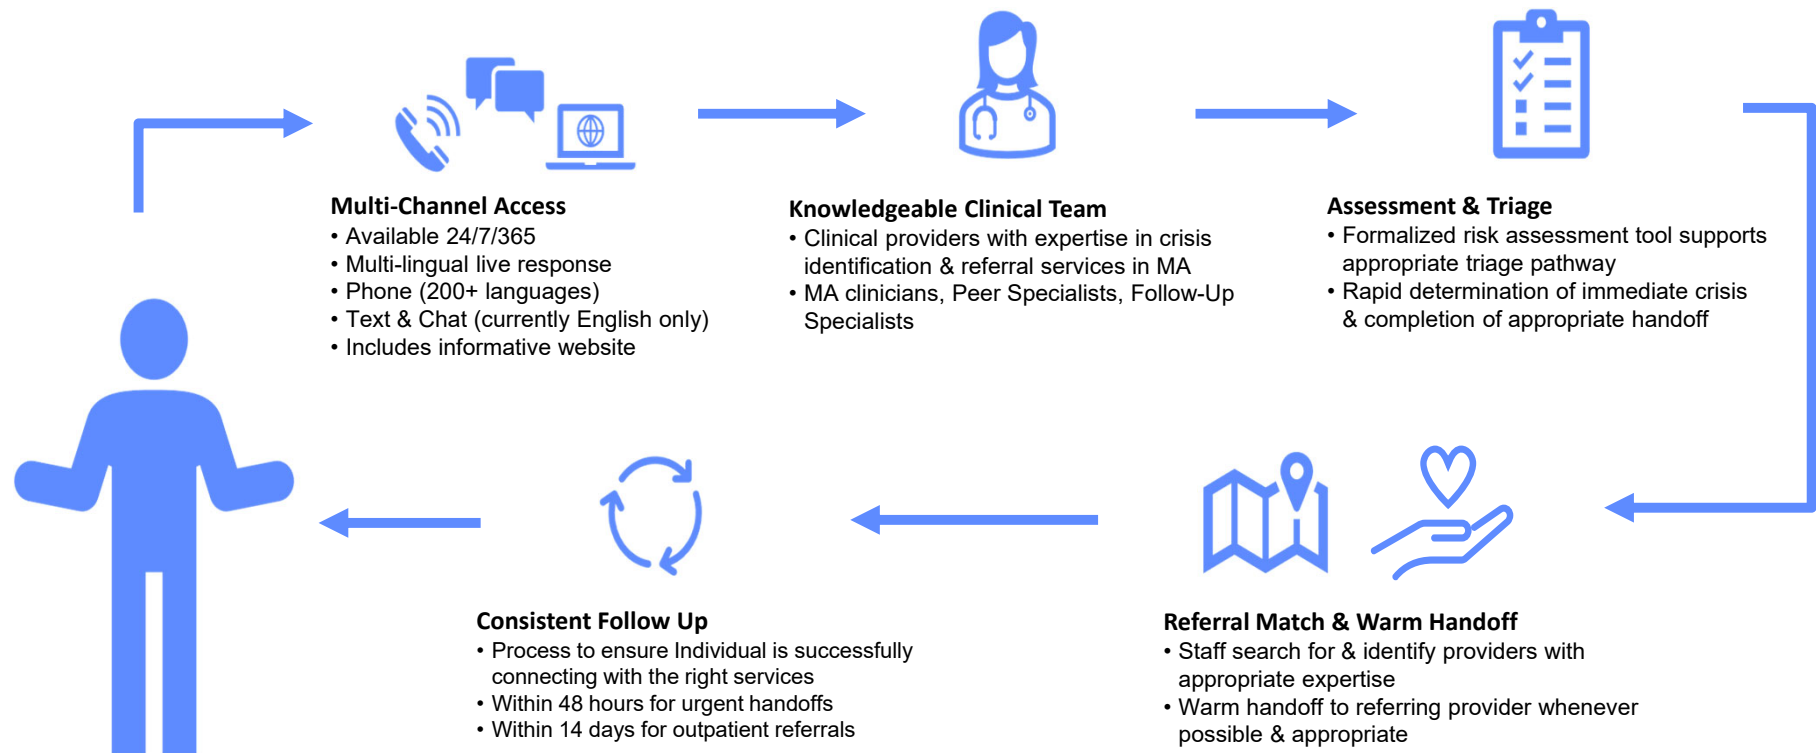 Multi-Channel Access
• Available 24/7/365
• Multi-lingual live response
• Phone (200+ languages)
• Text & Chat (currently English only)
• Includes informative website
Knowledgeable Clinical Team
• Clinical providers with expertise in crisis
identification & referral services in MA
• MA clinicians, Peer Specialists, Follow-Up
Specialists
Assessment & Triage
• Formalized risk assessment tool supports
appropriate triage pathway
• Rapid determination of immediate crisis
& completion of appropriate handoff
Referral Match & Warm Handoff
• Staff search for & identify providers with
appropriate expertise
• Warm handoff to referring provider whenever
possible & appropriate
Consistent Follow Up
• Process to ensure Individual is successfully
connecting with the right services
• Within 48 hours for urgent handoffs
• Within 14 days for outpatient referrals